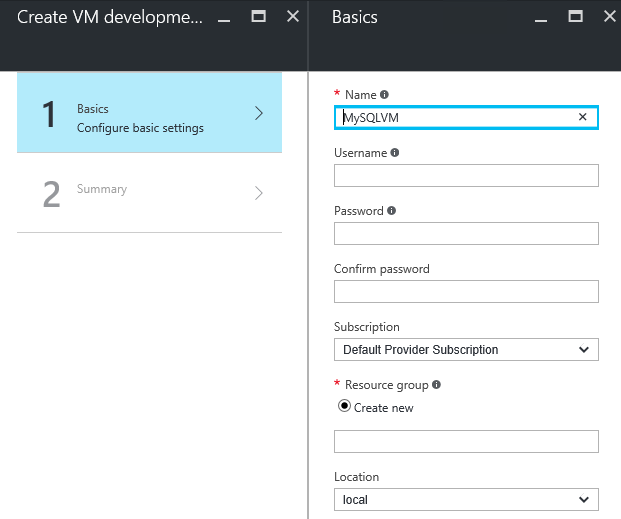 Create VM developme...
1
Basics
Configure basic settings
2
Summary
Basics
* Name
MySQLVM
Username
Password
Confirm password
Subscription
Default Provider Subscription
* Resource group
Create new
Location
local